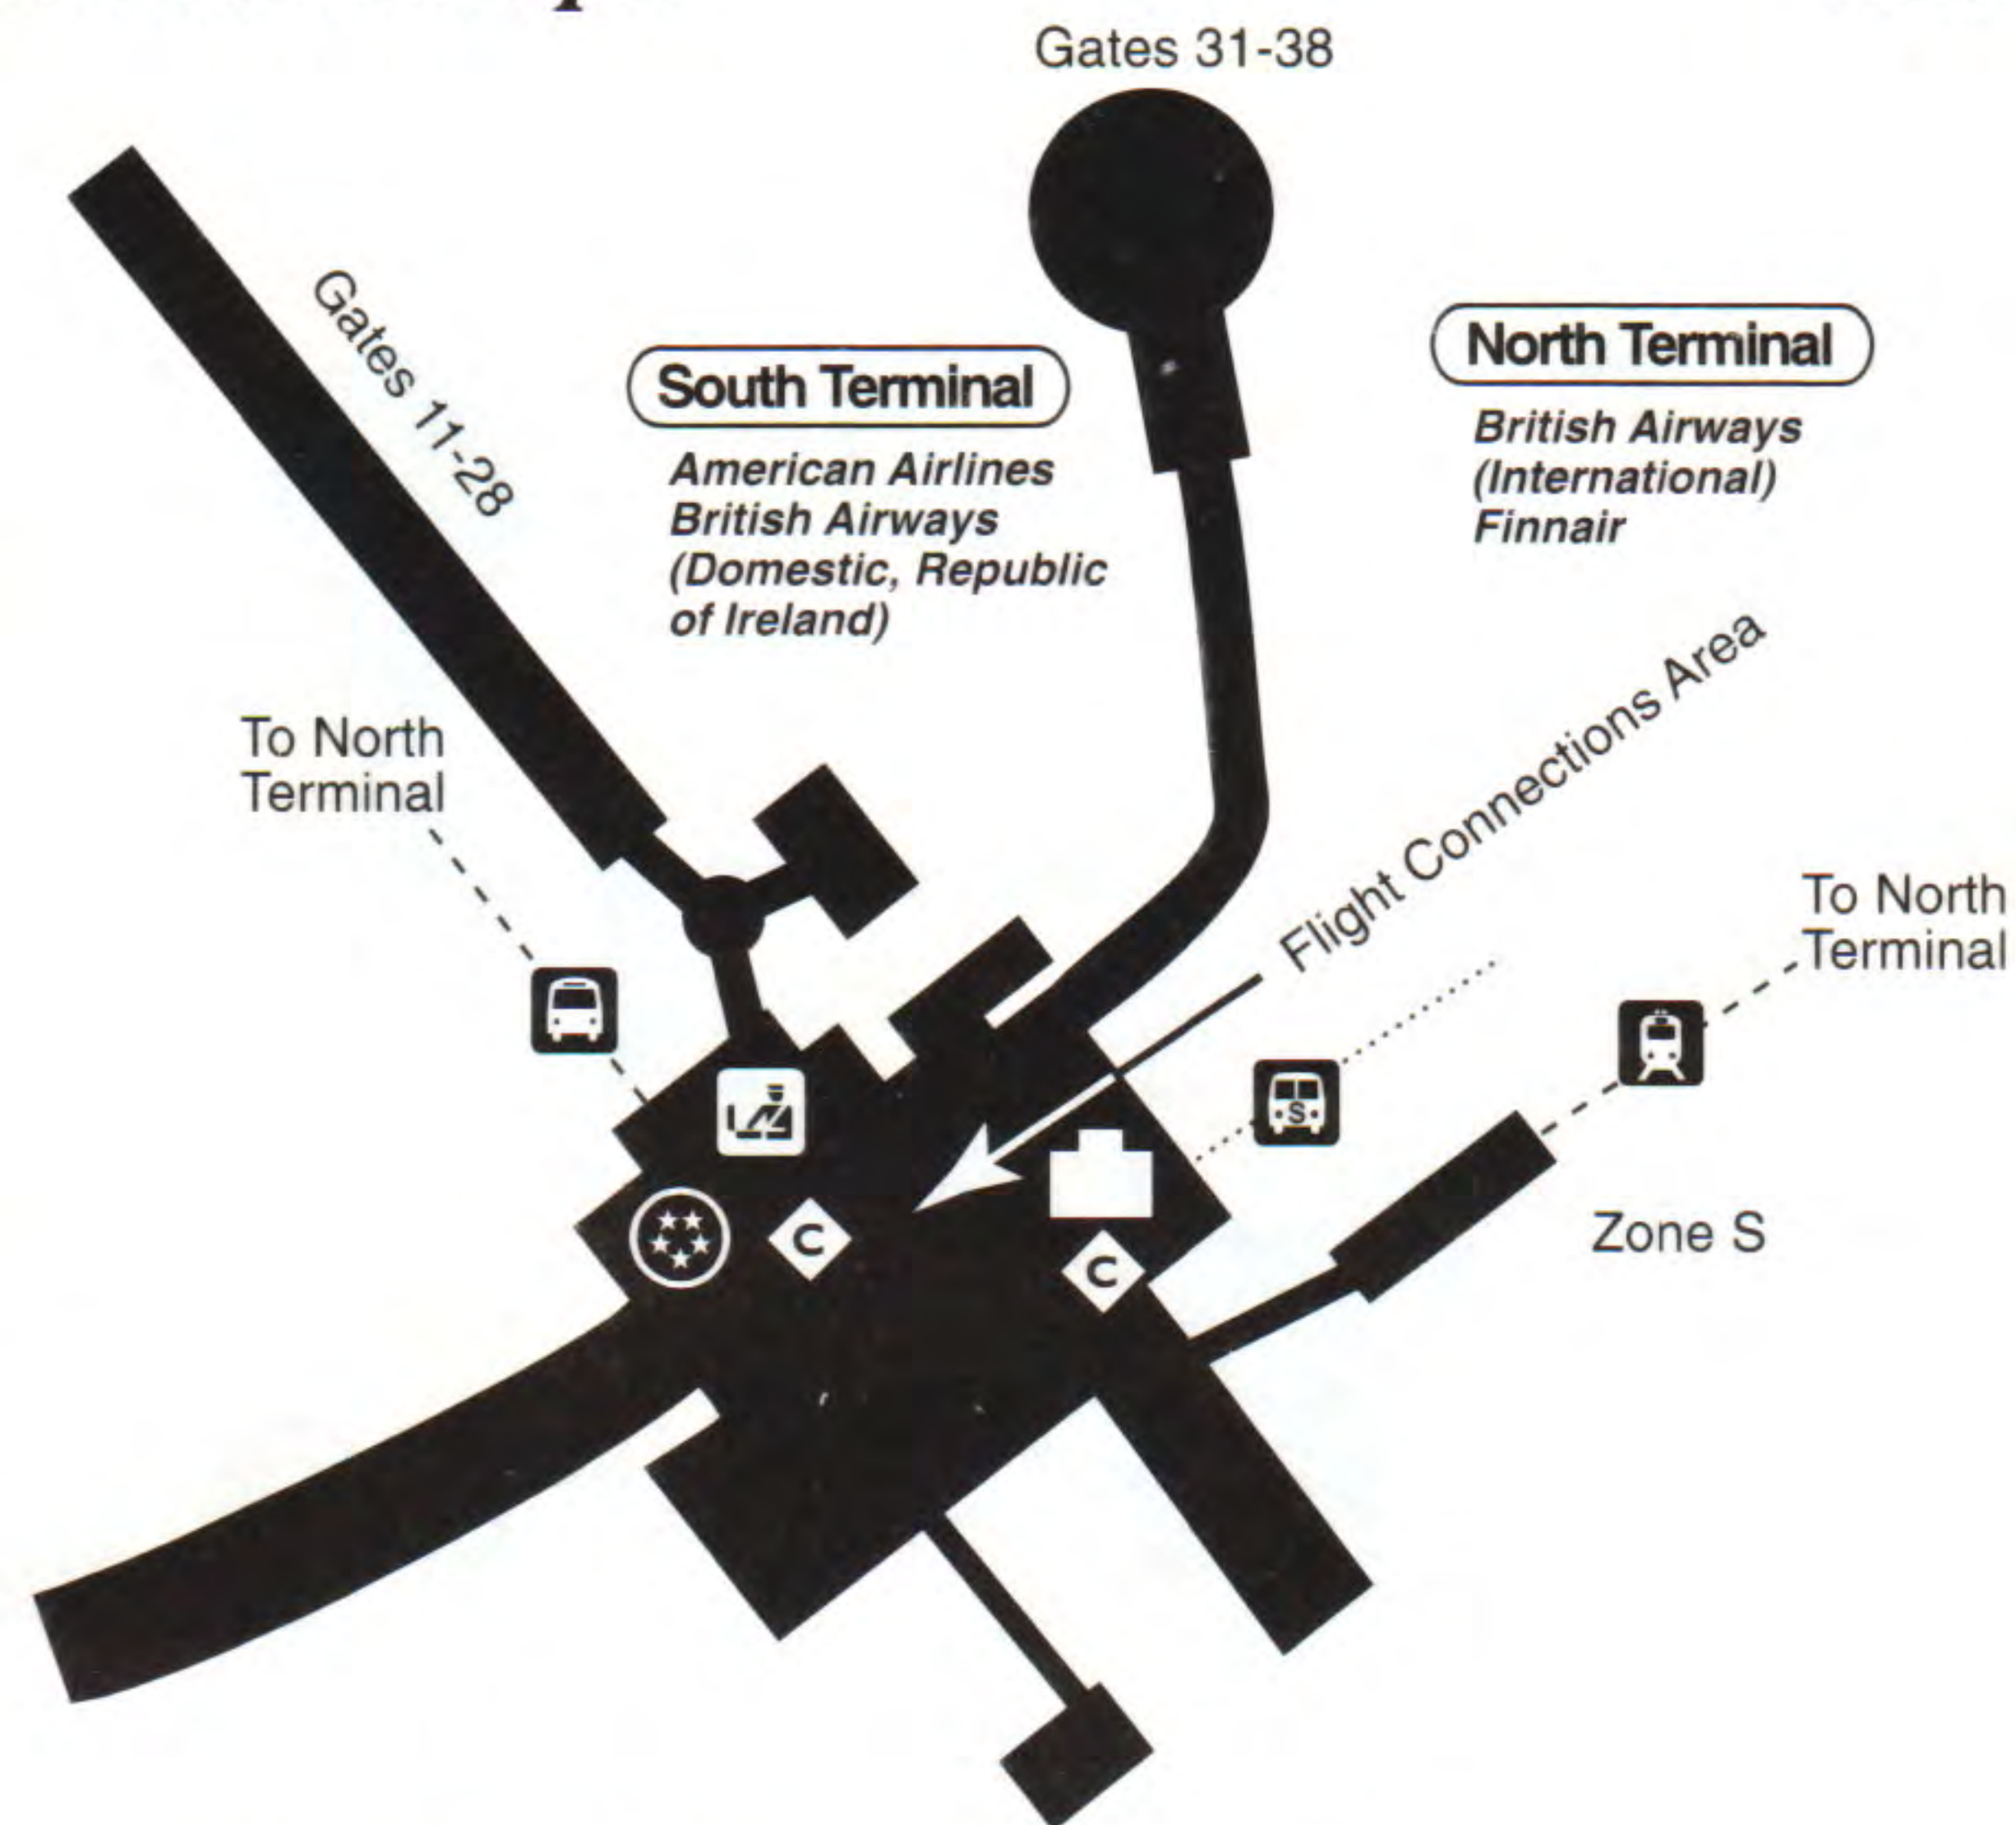 Gates 31-38
Gates 11-28
South Terminal
American Airlines
British Airways
(Domestic, Republic
of Ireland)
North Terminal
British Airways
(International)
Finnair
To North
Terminal
Flight Connections Area
To North
Terminal
S
C
C
Zone S